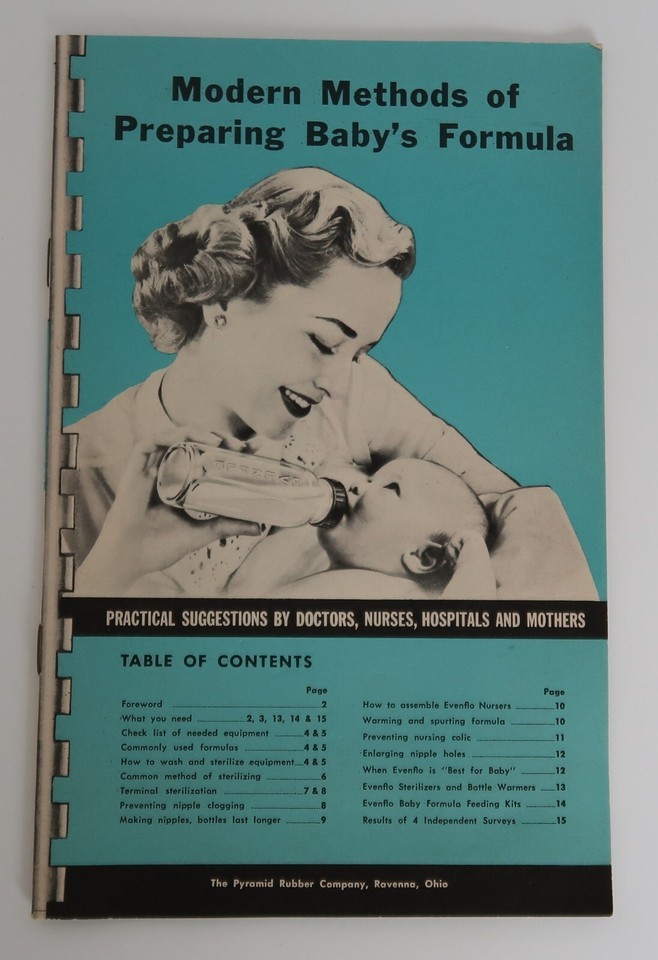 Modern Methods of
Preparing Baby's Formula
PRACTICAL SUGGESTIONS BY DOCTORS, NURSES, HOSPITALS AND MOTHERS
TABLE OF CONTENTS
Page
Foreword 2
What you need 2, 3, 13, 14 & 15
Check list of needed equipment 4 & 5
Commonly used formulas 4 & 5
How to wash and sterilize equipment 4 & 5
Common method of sterilizing 6
Terminal sterilization 7 & 8
Preventing nipple clogging 8
Making nipples, bottles last longer 9
Page
How to assemble Evenflo Nursers 10
Warming and spurting formula 10
Preventing nursing colic 11
Enlarging nipple holes 12
When Evenflo is "Best for Baby" 12
Evenflo Sterilizers and Bottle Warmers 13
Evenflo Baby Formula Feeding Kits 14
Results of 4 Independent Surveys 15
The Pyramid Rubber Company, Ravenna, Ohio